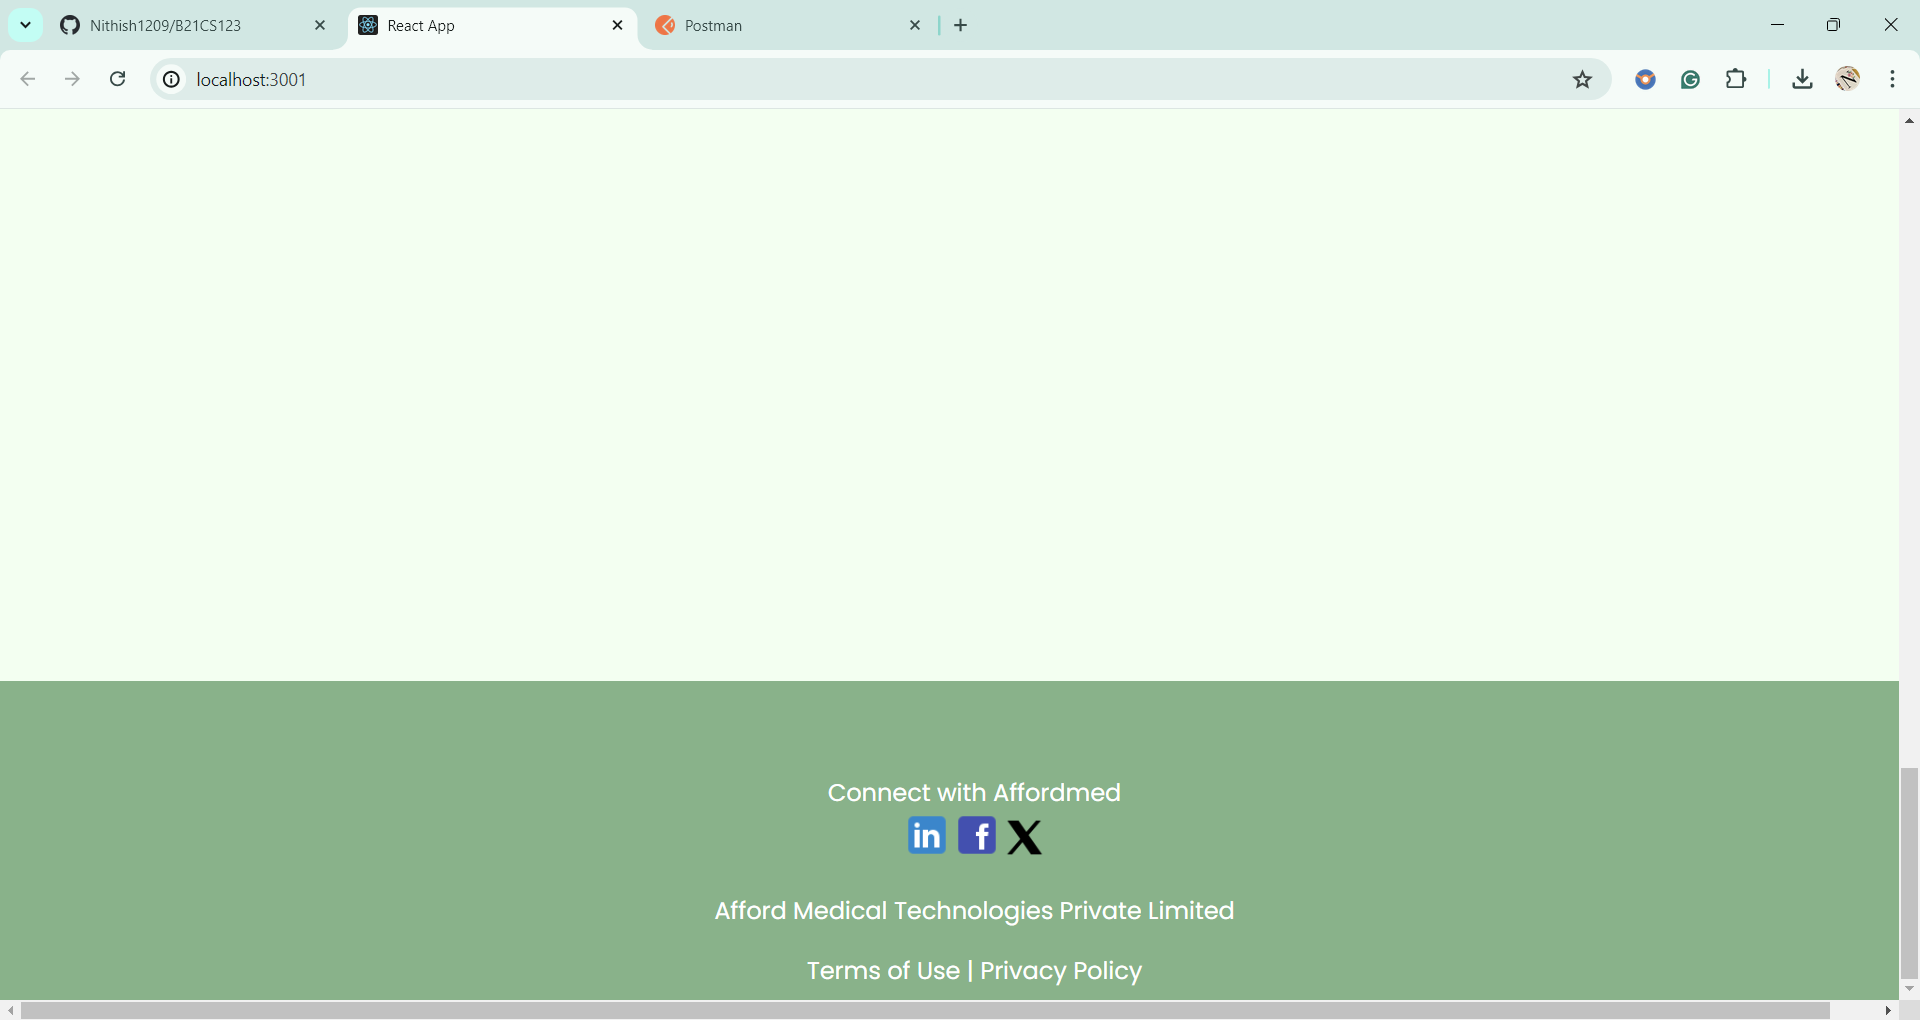 Nithish1209/B21CS123
React App
Postman
localhost:3001
Connect with Affordmed
in f X
Afford Medical Technologies Private Limited
Terms of Use | Privacy Policy